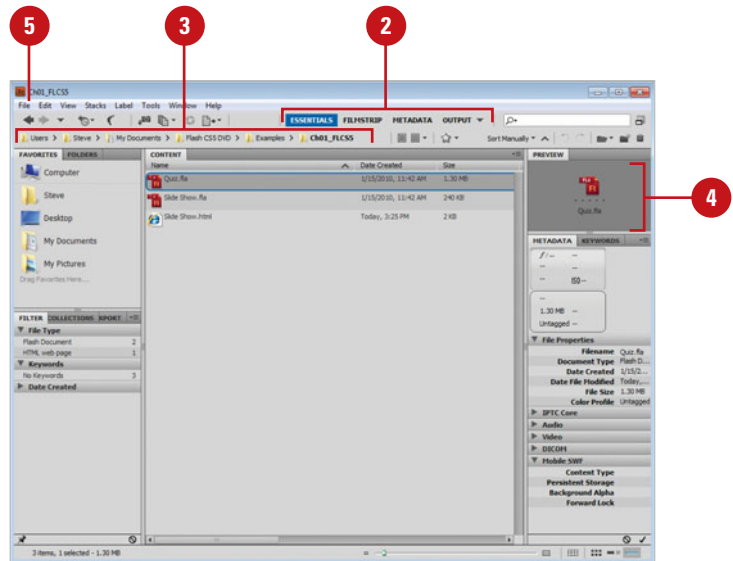 5 3 2
Ch01_FLCS5
File Edit View Stacks Label Tools Window Help
ESSENTIALS FILMSTRIP METADATA OUTPUT
Users > Steve > My Documents > Flash CS5 DVD > Examples > Ch01_FLCS5
Sort Manually
FAVORITES FOLDERS
Computer
Steve
Desktop
My Documents
My Pictures
Drag Favorites Here...
FILTER COLLECTIONS XPORT
File Type
Flash Document 2
HTML web page 1
Keywords
No Keywords 3
Date Created
CONTENT
Name Date Created Size
Quiz.fla 1/15/2010, 11:42 AM 1.30 MB
Slide Show.fla 1/15/2010, 11:42 AM 240 KB
Slide Show.html Today, 3:25 PM 2 KB
PREVIEW
FLA
Fl
Quiz.fla
4
METADATA KEYWORDS
f/-- --
-- --
-- ISO--
--
1.30 MB --
Untagged --
File Properties
Filename Quiz.fla
Document Type Flash D...
Date Created 1/15/2...
Date File Modified Today,...
File Size 1.30 MB
Color Profile Untagged
IPTC Core
Audio
Video
DICOM
Mobile SWF
Content Type
Persistent Storage
Background Alpha
Forward Lock
3 items, 1 selected - 1.30 MB